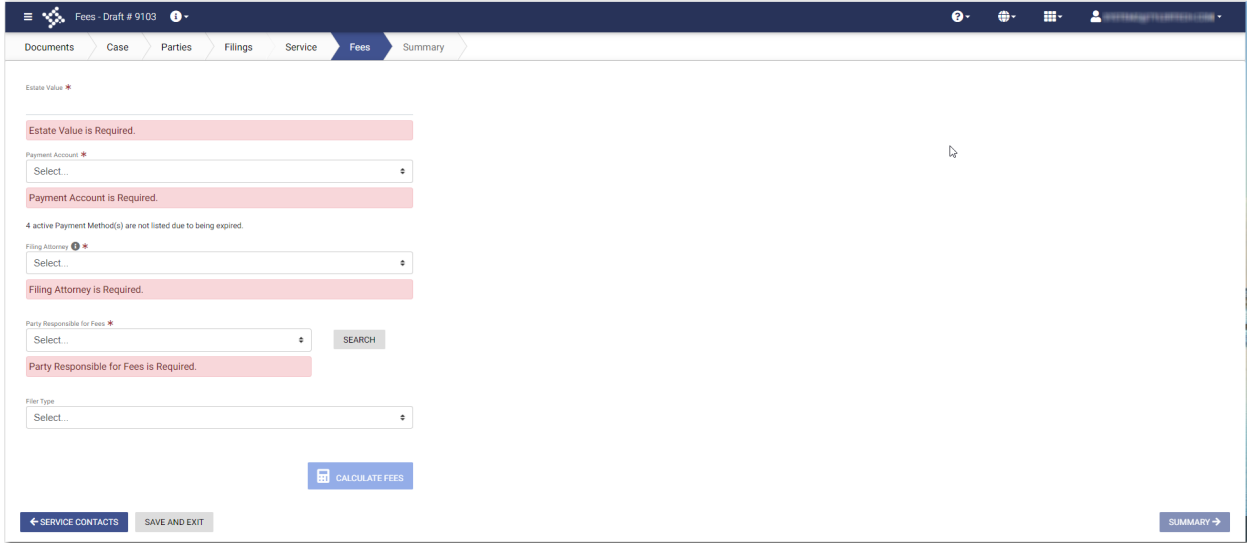 Fees - Draft # 9103
Documents Case Parties Filings Service Fees Summary
Estate Value *
Estate Value is Required.
Payment Account *
Select...
Payment Account is Required.
4 active Payment Method(s) are not listed due to being expired.
Filing Attorney *
Select...
Filing Attorney is Required.
Party Responsible for Fees *
Select... SEARCH
Party Responsible for Fees is Required.
Filer Type
Select...
CALCULATE FEES
SERVICE CONTACTS SAVE AND EXIT SUMMARY